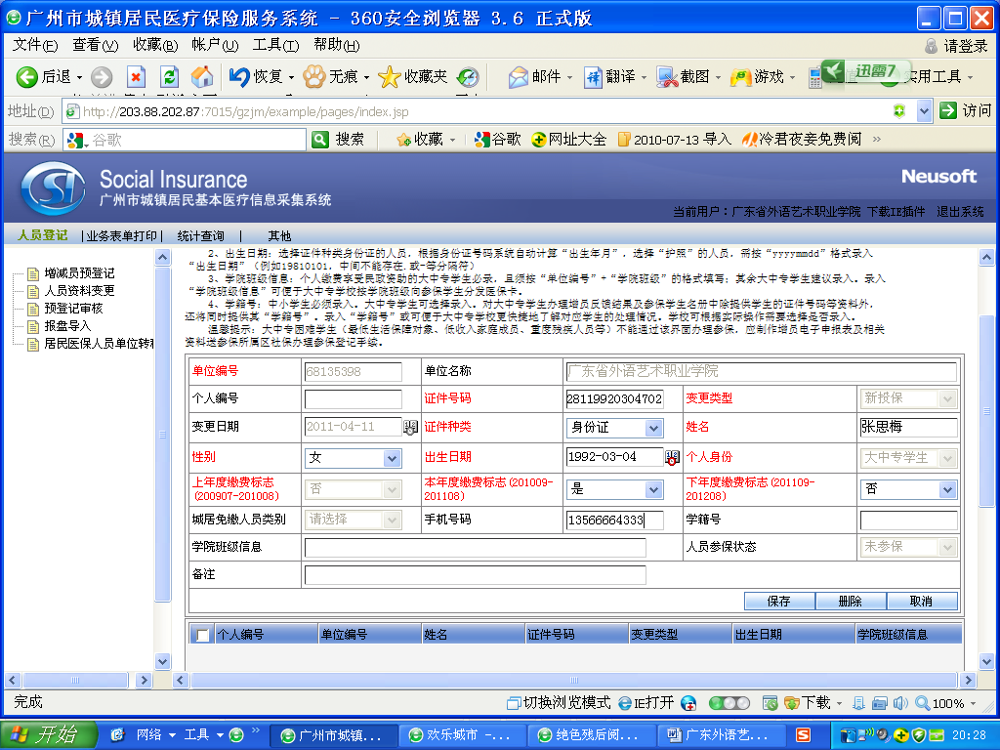 广州市城镇居民医疗保险服务系统 - 360安全浏览器 3.6 正式版
文件(F) 查看(V) 收藏(B) 帐户(U) 工具(T) 帮助(H) 请登录
后退 恢复 无痕 收藏夹 邮件 翻译 截图 游戏 迅雷7 实用工具
地址(D) http://203.88.202.87:7015/gzjm/example/pages/index.jsp 访问
搜索(R) 谷歌 搜索 收藏 谷歌 网址大全 2010-07-13 导入 冷君夜妾免费阅 »
Social Insurance
广州市城镇居民基本医疗信息采集系统
Neusoft
当前用户：广东省外语艺术职业学院 下载IE插件 退出系统
人员登记 |业务表单打印| 统计查询 | 其他
增减员预登记
人员资料变更
预登记审核
报盘导入
居民医保人员单位转移
2、出生日期：选择证件种类身份证的人员，根据身份证号码系统自动计算“出生年月”，选择“护照”的人员，需按“yyyymmdd”格式录入
“出生日期”（例如19810101，中间不能存在.或-等分隔符）
3、学院班级信息：个人缴费享受民政资助的大中专学生必录，且须按“单位编号”+“学院班级”的格式填写；其余大中专学生建议录入。录入
“学院班级信息”可便于大中专学校按学院班级向参保学生分发医保卡。
4、学籍号：中小学生必须录入。大中专学生可选择录入。对大中专学生办理增员反馈结果及参保学生名册中除提供学生的证件号码等资料外，
还将同时提供其“学籍号”。录入“学籍号”或可便于大中专学校更快捷地了解对应学生的处理情况。学校可根据实际操作需要选择是否录入。
温馨提示：大中专困难学生（最低生活保障对象、低收入家庭成员、重度残疾人员等）不能通过该界面办理参保，应制作增员电子申报表及相关
资料送参保所属区社保办理参保登记手续。
单位编号 68135398 单位名称 广东省外语艺术职业学院
个人编号 证件号码 28119920304702 变更类型 新投保
变更日期 2011-04-11 证件种类 身份证 姓名 张思梅
性别 女 出生日期 1992-03-04 个人身份 大中专学生
上年度缴费标志(200907-201008) 否 本年度缴费标志(201009-201108) 是 下年度缴费标志(201109-201208) 否
城居免缴人员类别 请选择 手机号码 13566664333 学籍号
学院班级信息 人员参保状态 未参保
备注
保存 删除 取消
个人编号 单位编号 姓名 证件号码 变更类型 出生日期 学院班级信息
完成 切换浏览模式 IE打开 下载 100%
开始 网络 工具 » 广州市城镇... 欢乐城市 -... 绝色残后阅... 广东外语艺... 20:28